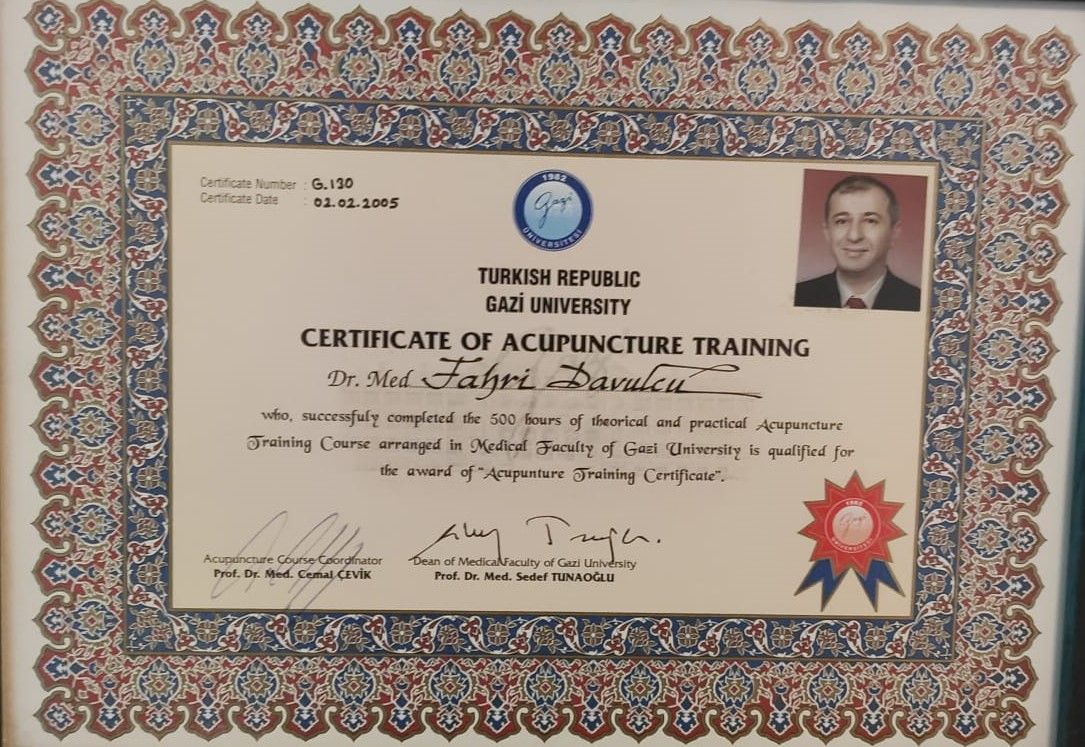 Certificate Number : G.130
Certificate Date : 02.02.2005
1982
Gazi
ÜNİVERSİTESİ
TURKISH REPUBLIC
GAZİ UNIVERSITY
CERTIFICATE OF ACUPUNCTURE TRAINING
Dr. Med Fahri Davulcu
who, successfuly completed the 500 hours of theorical and practical Acupuncture
Training Course arranged in Medical Faculty of Gazi University is qualified for
the award of "Acupunture Training Certificate".
Acupuncture Course Coordinator
Prof. Dr. Med. Cemal ÇEVİK
Dean of Medical Faculty of Gazi University
Prof. Dr. Med. Sedef TUNAOĞLU
1982
Gazi
ÜNİVERSİTESİ